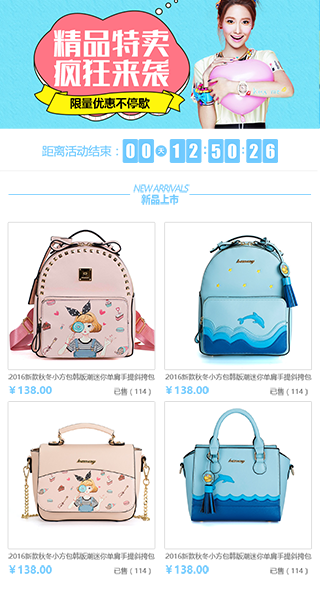 精品特卖
疯狂来袭
限量优惠不停歇
距离活动结束：00天12:50:26
NEW ARRIVALS
新品上市
2016新款秋冬小方包韩版潮迷你单肩手提斜挎包
¥138.00 已售（114）
2016新款秋冬小方包韩版潮迷你单肩手提斜挎包
¥138.00 已售（114）
2016新款秋冬小方包韩版潮迷你单肩手提斜挎包
¥138.00 已售（114）
2016新款秋冬小方包韩版潮迷你单肩手提斜挎包
¥138.00 已售（114）